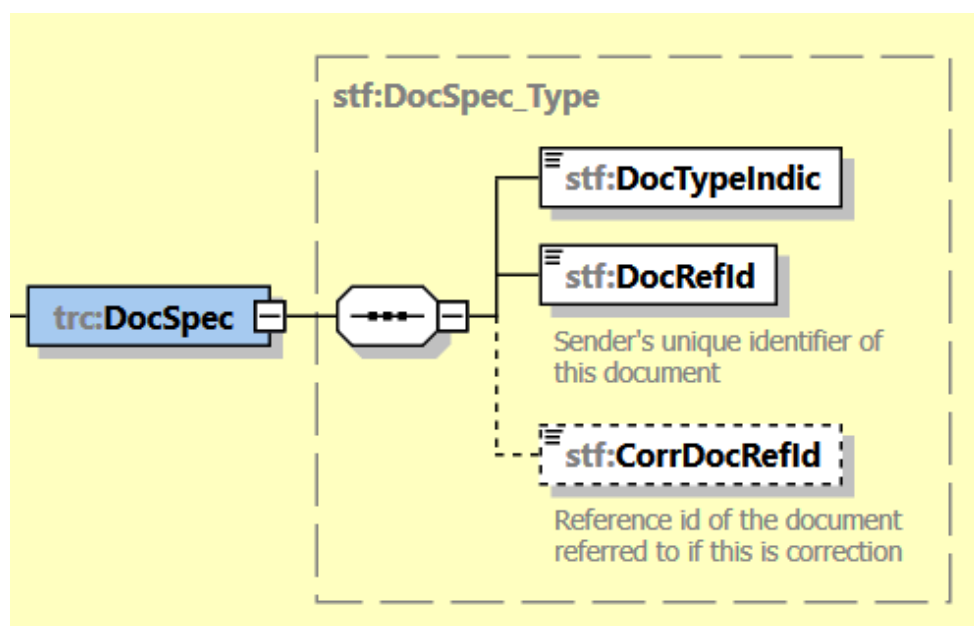 stf:DocSpec_Type
stf:DocTypeIndic
stf:DocRefId
trc:DocSpec
Sender's unique identifier of
this document
stf:CorrDocRefId
Reference id of the document
referred to if this is correction